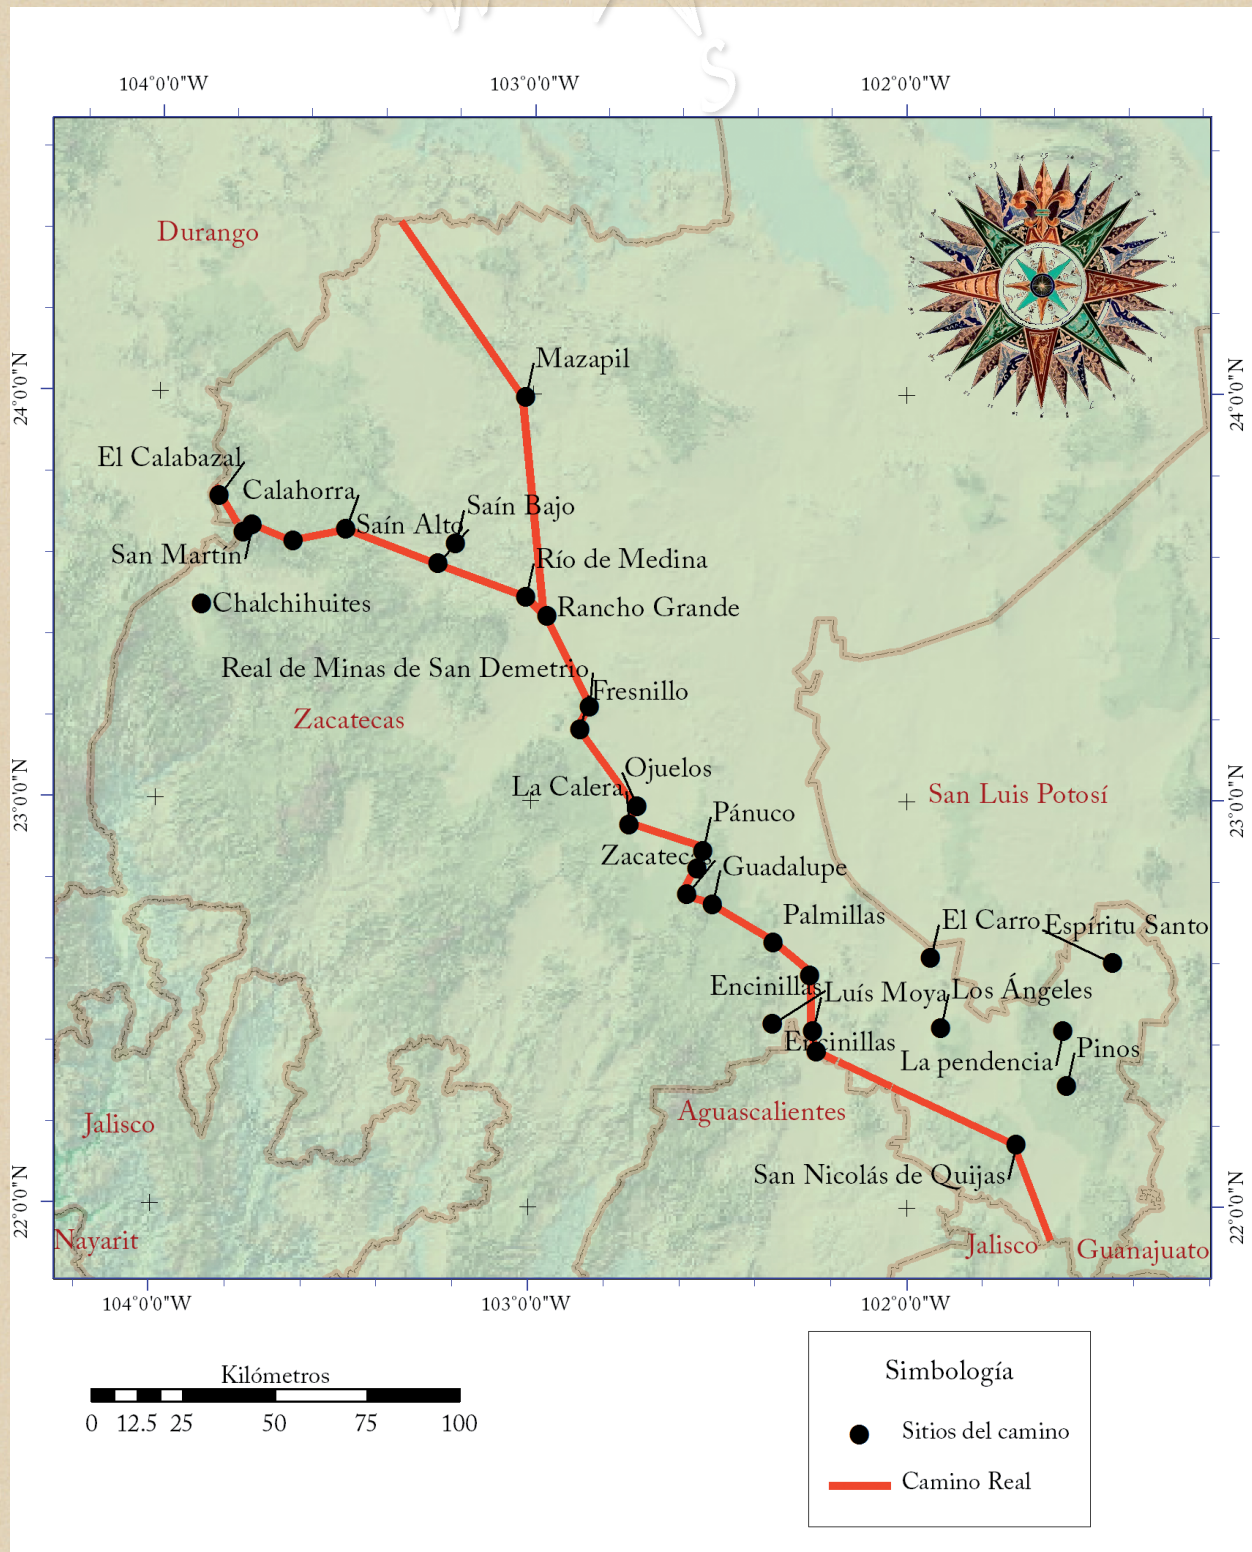 S
104°0'0"W 103°0'0"W 102°0'0"W
Durango
Mazapil
24°0'0"N 24°0'0"N
El Calabazal
Calahorra
Saín Bajo
Saín Alto
San Martín
Río de Medina
Chalchihuites
Rancho Grande
Real de Minas de San Demetrio
Fresnillo
Zacatecas
Ojuelos
La Calera
San Luis Potosí
23°0'0"N 23°0'0"N
Pánuco
Zacatecas
Guadalupe
Palmillas
El Carro
Espíritu Santo
Encinillas
Luís Moya
Los Ángeles
Encinillas
La pendencia
Pinos
Aguascalientes
Jalisco
San Nicolás de Quijas
22°0'0"N 22°0'0"N
Nayarit
Jalisco
Guanajuato
104°0'0"W 103°0'0"W 102°0'0"W
Kilómetros
0 12.5 25 50 75 100
Simbología
Sitios del camino
Camino Real